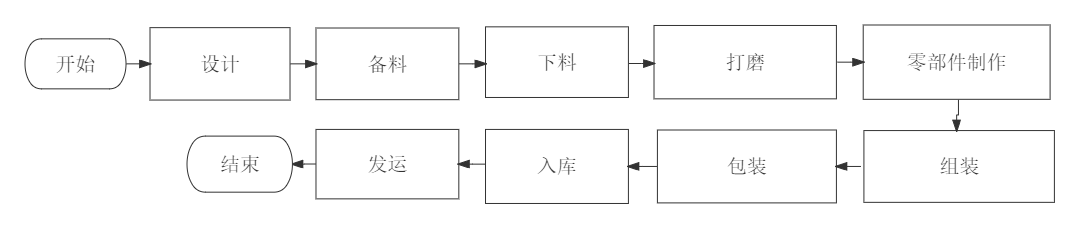 开始
设计
备料
下料
打磨
零部件制作
组装
包装
入库
发运
结束